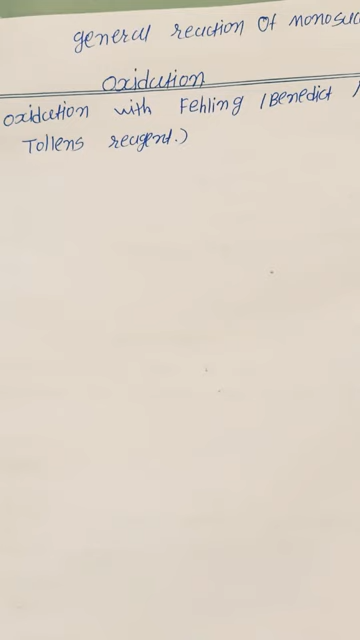 general reaction of monosac
Oxidation
oxidation with Fehling / Benedict /
Tollens reagent.)